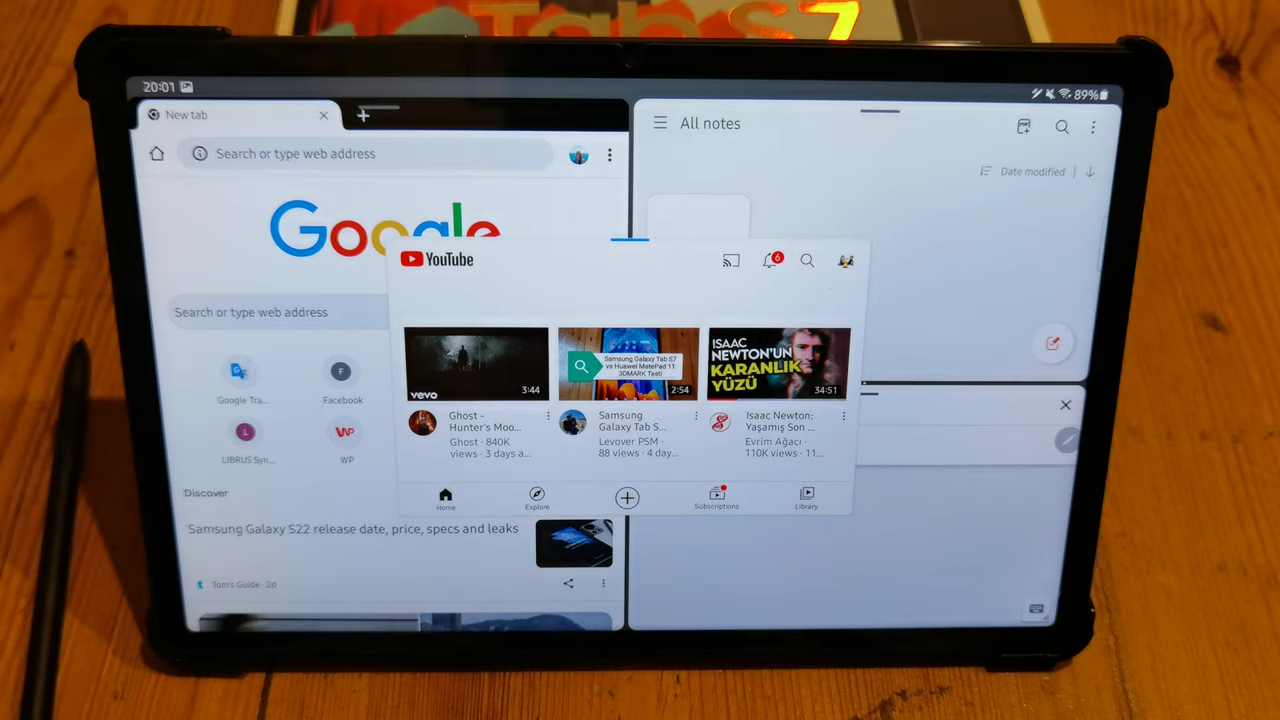 Tab S7
20:01
89%
New tab
Search or type web address
Google
Search or type web address
Google Tra...
F
Facebook
L
LIBRUS Syn...
WP
WP
Discover
Samsung Galaxy S22 release date, price, specs and leaks
Tom's Guide · 2d
All notes
PDF
Date modified
YouTube
6
vevo
3:44
Ghost -
Hunter's Moo...
Ghost · 840K
views · 3 days a...
Samsung Galaxy Tab S7
vs Huawei MatePad 11
3DMARK Testi
2:54
Samsung
Galaxy Tab S...
Levover PSM ·
88 views · 4 day...
ISAAC
NEWTON'UN
KARANLIK
YÜZÜ
34:51
Isaac Newton:
Yaşamış Son ...
Evrim Ağacı ·
110K views · 11...
Home
Explore
Subscriptions
Library